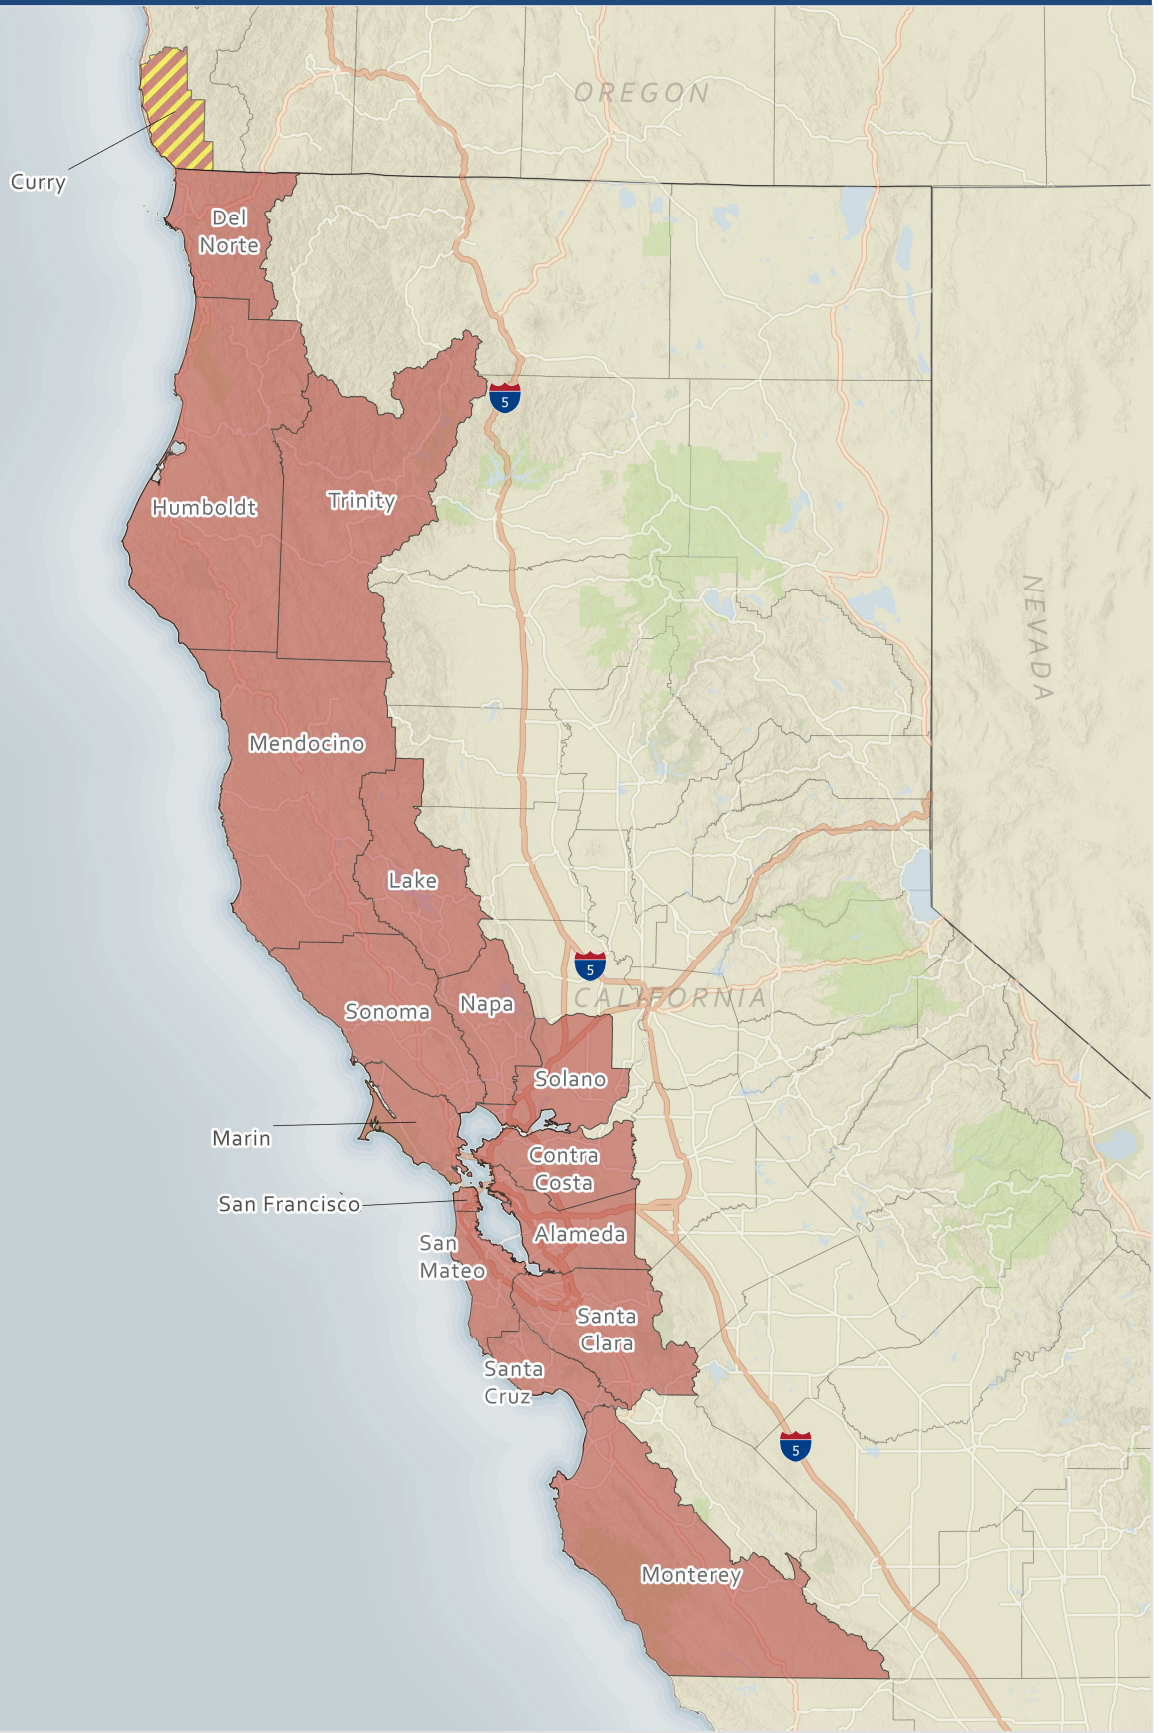 OREGON
Curry
Del
Norte
5
Humboldt
Trinity
NEVADA
Mendocino
Lake
5
CALIFORNIA
Sonoma
Napa
Solano
Marin
Contra
Costa
San Francisco
Alameda
San
Mateo
Santa
Clara
Santa
Cruz
5
Monterey